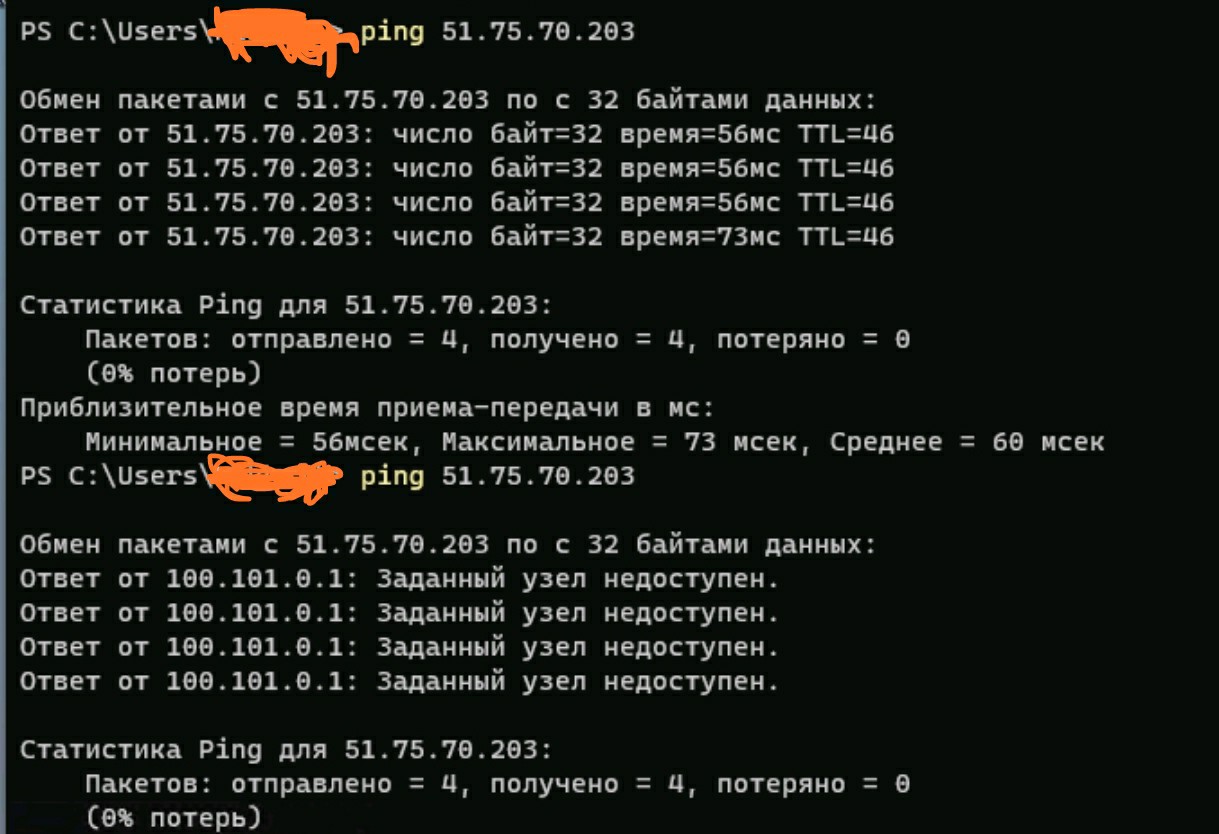 PS C:\Users\ ping 51.75.70.203
Обмен пакетами с 51.75.70.203 по с 32 байтами данных:
Ответ от 51.75.70.203: число байт=32 время=56мс TTL=46
Ответ от 51.75.70.203: число байт=32 время=56мс TTL=46
Ответ от 51.75.70.203: число байт=32 время=56мс TTL=46
Ответ от 51.75.70.203: число байт=32 время=73мс TTL=46
Статистика Ping для 51.75.70.203:
Пакетов: отправлено = 4, получено = 4, потеряно = 0
(0% потерь)
Приблизительное время приема-передачи в мс:
Минимальное = 56мсек, Максимальное = 73 мсек, Среднее = 60 мсек
PS C:\Users\ ping 51.75.70.203
Обмен пакетами с 51.75.70.203 по с 32 байтами данных:
Ответ от 100.101.0.1: Заданный узел недоступен.
Ответ от 100.101.0.1: Заданный узел недоступен.
Ответ от 100.101.0.1: Заданный узел недоступен.
Ответ от 100.101.0.1: Заданный узел недоступен.
Статистика Ping для 51.75.70.203:
Пакетов: отправлено = 4, получено = 4, потеряно = 0
(0% потерь)